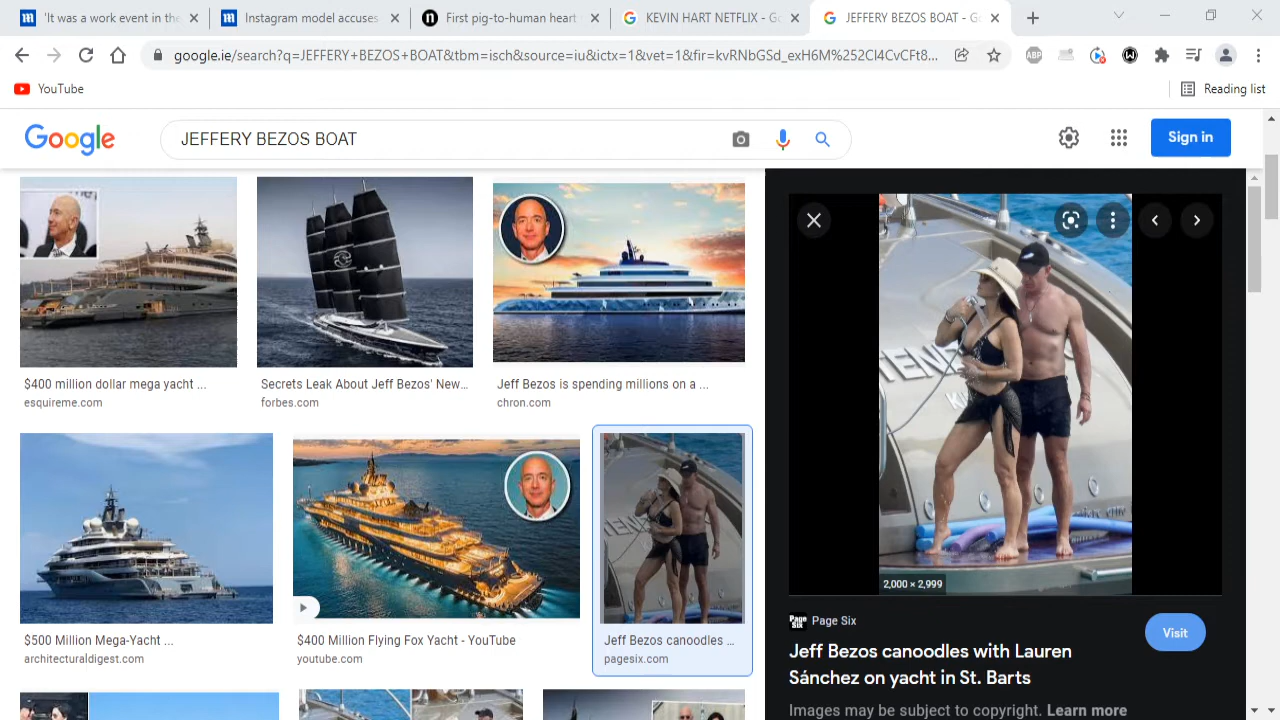 'It was a work event in the
Instagram model accuses
First pig-to-human heart
KEVIN HART NETFLIX - Go
JEFFERY BEZOS BOAT - G
google.ie/search?q=JEFFERY+BEZOS+BOAT&tbm=isch&source=iu&ictx=1&vet=1&fir=kvRNbGSd_exH6M%252Cl4CvCFt8...
ABP
YouTube
Reading list
Google
JEFFERY BEZOS BOAT
Sign in
$400 million dollar mega yacht ...
esquireme.com
Secrets Leak About Jeff Bezos' New...
forbes.com
Jeff Bezos is spending millions on a ...
chron.com
$500 Million Mega-Yacht ...
architecturaldigest.com
$400 Million Flying Fox Yacht - YouTube
youtube.com
Jeff Bezos canoodles ...
pagesix.com
2,000 × 2,999
Page Six
Visit
Jeff Bezos canoodles with Lauren
Sánchez on yacht in St. Barts
Images may be subject to copyright. Learn more